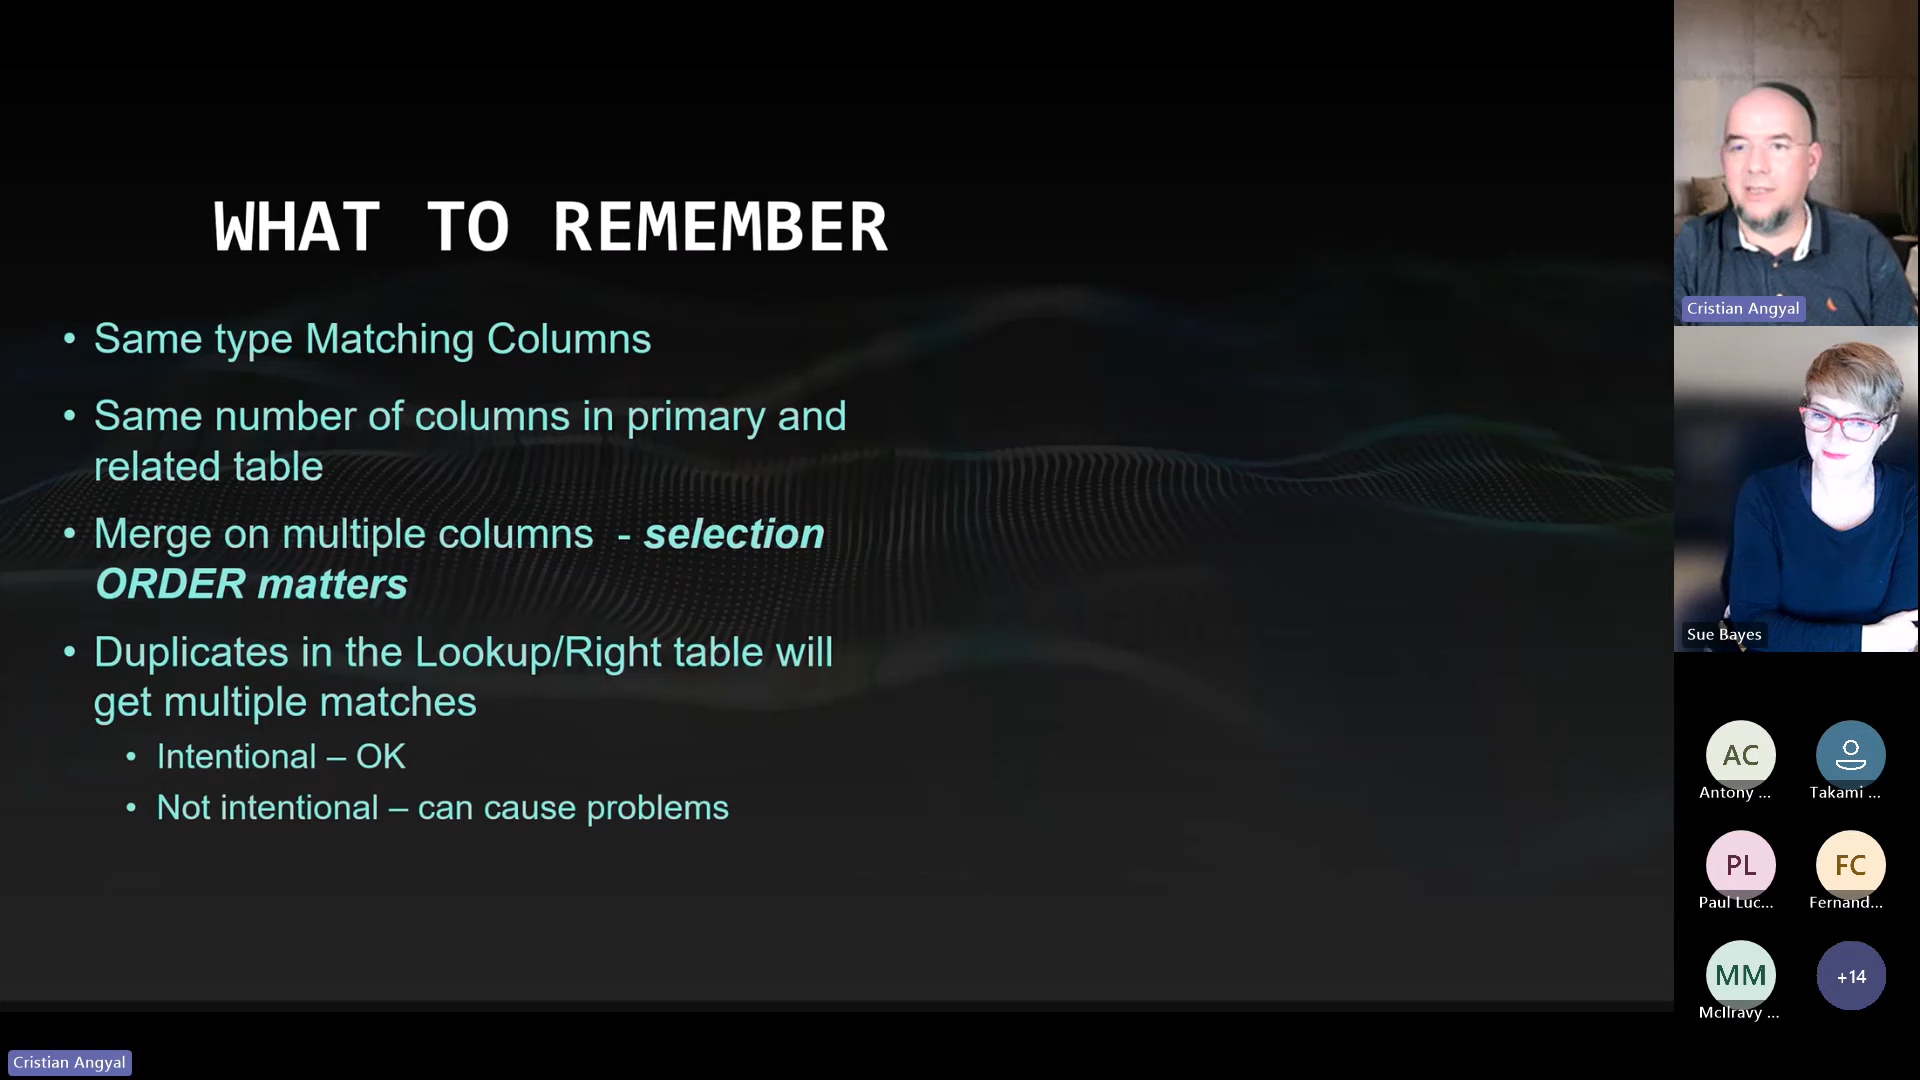 WHAT TO REMEMBER
• Same type Matching Columns
• Same number of columns in primary and
related table
• Merge on multiple columns - selection
ORDER matters
• Duplicates in the Lookup/Right table will
get multiple matches
• Intentional – OK
• Not intentional – can cause problems
Cristian Angyal
Cristian Angyal
Sue Bayes
AC
Antony ...
Takami ...
PL
Paul Luc...
FC
Fernand...
MM
McIlravy ...
+14